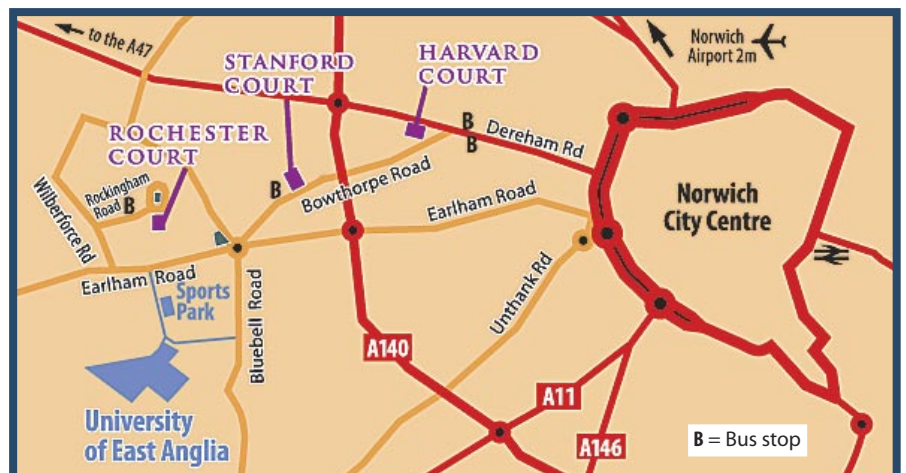 to the A47
Norwich
Airport 2m
STANFORD
COURT
HARVARD
COURT
B
B
Dereham Rd
ROCHESTER
COURT
Rockingham
Road B
B
Bowthorpe Road
Wilberforce Rd
Earlham Road
Norwich
City Centre
Earlham Road
Sports
Park
Bluebell Road
Unthank Rd
A140
A11
University
of East Anglia
A146
B = Bus stop